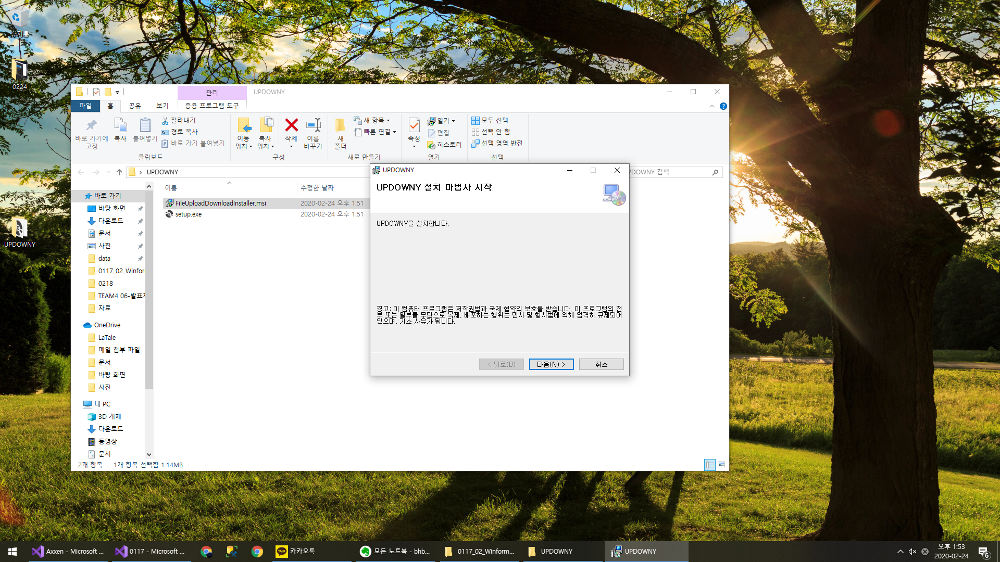 휴지통
0224
UPDOWNY
관리
UPDOWNY
파일
홈
공유
보기
응용 프로그램 도구
바로 가기에
고정
복사
붙여넣기
잘라내기
경로 복사
바로 가기 붙여넣기
클립보드
이동
위치
복사
위치
삭제
이름
바꾸기
구성
새
폴더
새 항목
빠른 연결
새로 만들기
속성
열기
편집
히스토리
열기
모두 선택
선택 안 함
선택 영역 반전
선택
UPDOWNY
DOWNY 검색
이름
수정한 날짜
FileUploadDownloadInstaller.msi
2020-02-24 오후 1:51
setup.exe
2020-02-24 오후 1:51
바로 가기
바탕 화면
다운로드
문서
사진
data
0117_02_Winfor
0218
TEAM4 06-발표
자료
OneDrive
LaTale
메일 첨부 파일
문서
바탕 화면
사진
내 PC
3D 개체
다운로드
동영상
문서
2개 항목
1개 항목 선택함 1.14MB
UPDOWNY
UPDOWNY 설치 마법사 시작
UPDOWNY을 설치합니다.
경고: 이 컴퓨터 프로그램은 저작권법과 국제 협약의 보호를 받습니다. 이 프로그램의 전
부 또는 일부를 무단으로 복제, 배포하는 행위는 민사 및 형사법에 의해 엄격히 규제되어
있으며, 기소 사유가 됩니다.
< 뒤로(B)
다음(N) >
취소
Axxen - Microsoft ...
0117 - Microsoft ...
TALK
카카오톡
모든 노트북 - bhb...
0117_02_Winform...
UPDOWNY
UPDOWNY
오후 1:53
2020-02-24
6